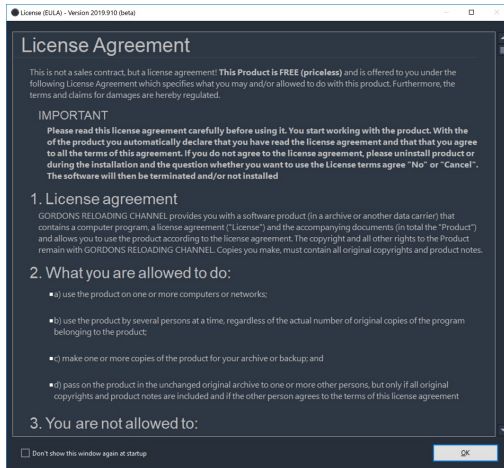 License (EULA) - Version 2019.910 (beta)
License Agreement
This is not a sales contract, but a license agreement! This Product is FREE (priceless) and is offered to you under the
following License Agreement which specifies what you may and/or allowed to do with this product. Furthermore, the
terms and claims for damages are hereby regulated.
IMPORTANT
Please read this license agreement carefully before using it. You start working with the product. With the
of the product you automatically declare that you have read the license agreement and that that you agree
to all the terms of this agreement. If you do not agree to the license agreement, please uninstall product or
during the installation and the question whether you want to use the License terms agree "No" or "Cancel".
The software will then be terminated and/or not installed
1. License agreement
GORDONS RELOADING CHANNEL provides you with a software product (in a archive or another data carrier) that
contains a computer program, a license agreement ("License") and the accompanying documents (in total the "Product")
and allows you to use the product according to the license agreement. The copyright and all other rights to the Product
remain with GORDONS RELOADING CHANNEL. Copies you make, must contain all original copyrights and product notes.
2. What you are allowed to do:
▪a) use the product on one or more computers or networks;
▪b) use the product by several persons at a time, regardless of the actual number of original copies of the program
belonging to the product;
▪c) make one or more copies of the product for your archive or backup; and
▪d) pass on the product in the unchanged original archive to one or more other persons, but only if all original
copyrights and product notes are included and if the other person agrees to the terms of this license agreement
3. You are not allowed to:
Don't show this window again at startup
OK